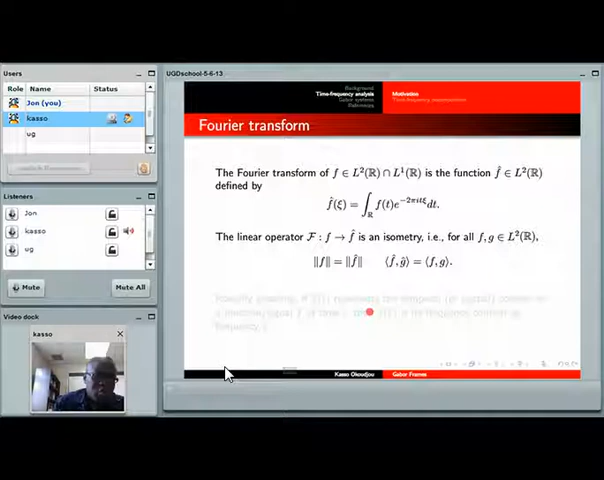 Users
UGDschool-5-6-13
Role Name Status
Jon (you)
kasso
ug
Background
Time-frequency analysis
Gabor systems
References
Motivation
Fourier transform
The Fourier transform of f ∈ L²(ℝ) ∩ L¹(ℝ) is the function f̂ ∈ L²(ℝ)
defined by
f̂(ξ) = ∫_ℝ f(t)e^{−2πitξ}dt.
The linear operator ℱ : f → f̂ is an isometry, i.e., for all f, g ∈ L²(ℝ),
‖f‖ = ‖f̂‖ ⟨f̂, ĝ⟩ = ⟨f, g⟩.
Listeners
Jon
kasso
ug
Mute Mute All
Video dock
kasso
Kasso Okoudjou Gabor Frames